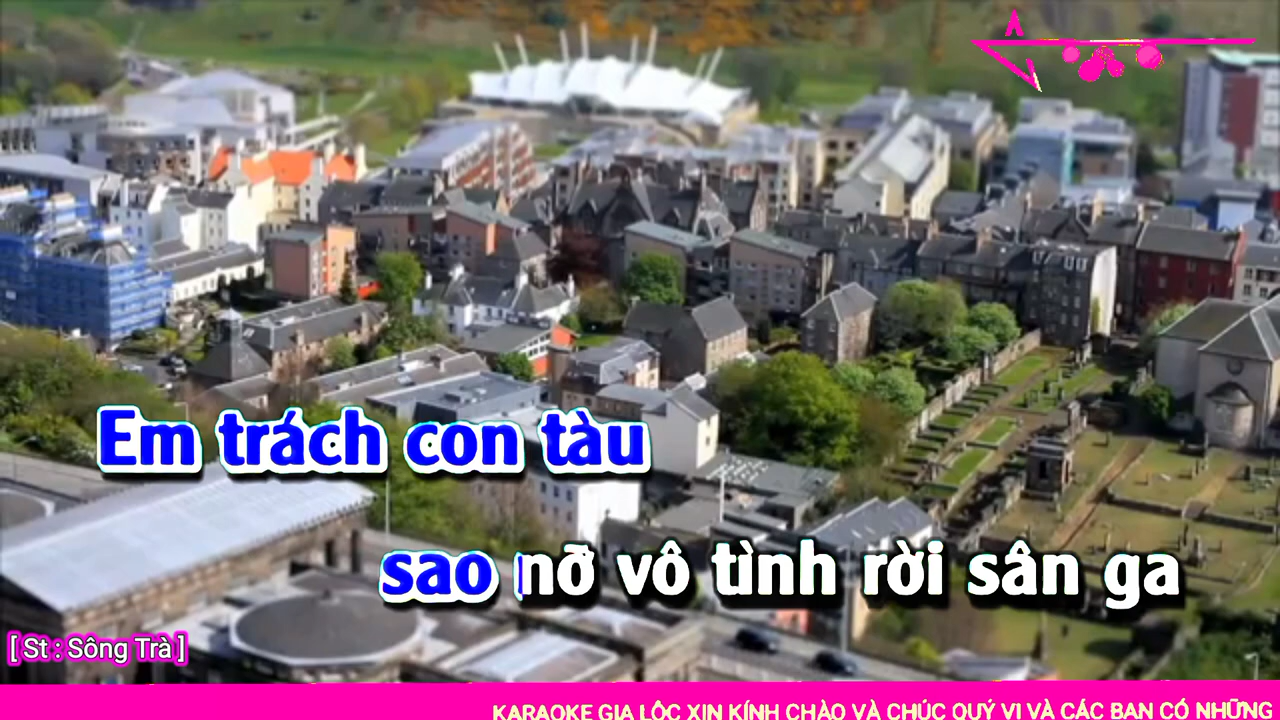 Em trách con tàu
sao nỡ vô tình rời sân ga
[ St : Sông Trà ]
KARAOKE GIA LỘC XIN KÍNH CHÀO VÀ CHÚC QUÝ VỊ VÀ CÁC BẠN CÓ NHỮNG